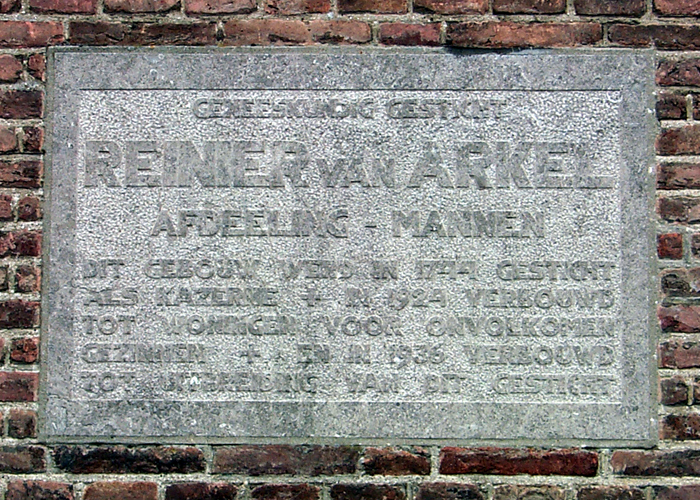 GENEESKUNDIG GESTICHT
REINIER VAN ARKEL
AFDEELING - MANNEN
DIT GEBOUW WERD IN 1744 GESTICHT
ALS KAZERNE + IN 1924 VERBOUWD
TOT WONINGEN VOOR ONVOLKOMEN
GEZINNEN + EN IN 1936 VERBOUWD
TOT UITBREIDING VAN DIT GESTICHT